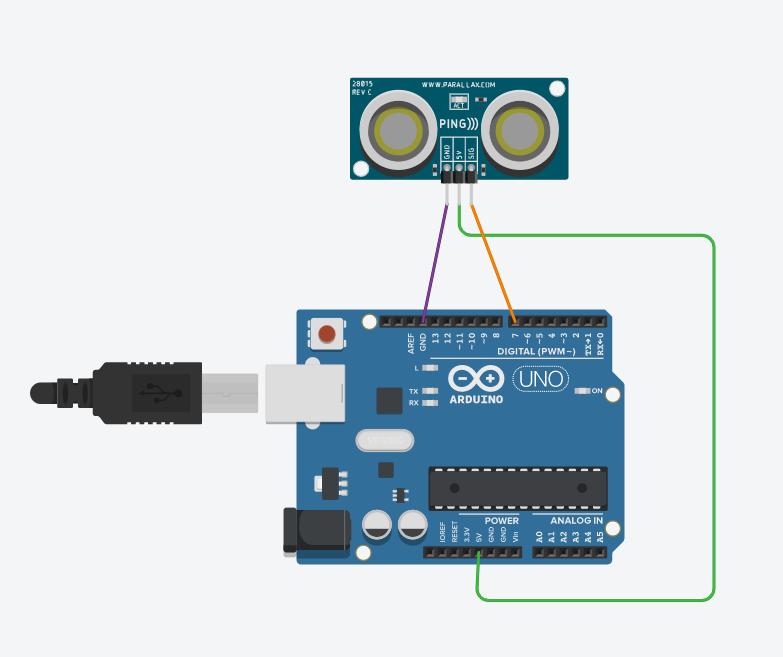 28015
REV C
WWW.PARALLAX.COM
ACT
PING)))
GND
5V
SIG
AREF
GND
13
12
~11
~10
~9
8
7
~6
~5
4
~3
2
TX→1
RX←0
DIGITAL (PWM~)
L
TX
RX
ARDUINO
UNO
ON
POWER
ANALOG IN
IOREF
RESET
3.3V
5V
GND
GND
Vin
A0
A1
A2
A3
A4
A5